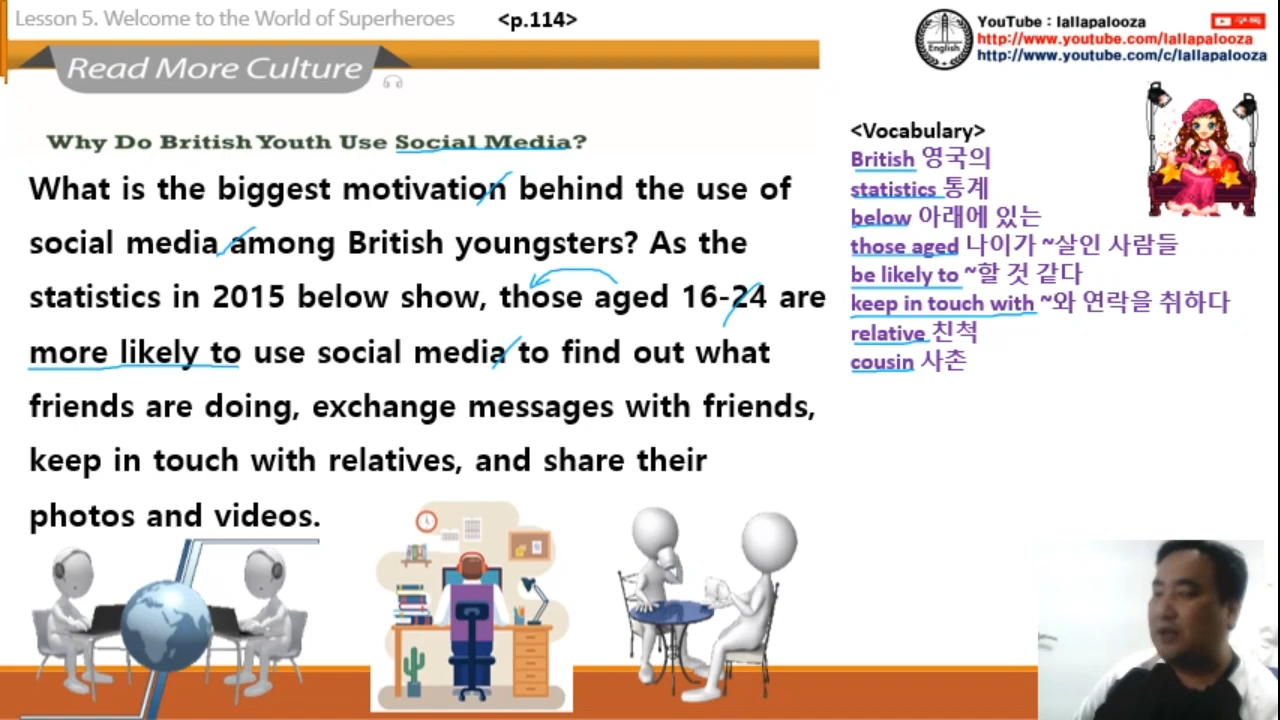 Lesson 5. Welcome to the World of Superheroes <p.114>
YouTube : lallapalooza 구독
http://www.youtube.com/lallapalooza
http://www.youtube.com/c/lallapalooza
English
Read More Culture
Why Do British Youth Use Social Media?
What is the biggest motivation behind the use of
social media among British youngsters? As the
statistics in 2015 below show, those aged 16-24 are
more likely to use social media to find out what
friends are doing, exchange messages with friends,
keep in touch with relatives, and share their
photos and videos.
<Vocabulary>
British 영국의
statistics 통계
below 아래에 있는
those aged 나이가 ~살인 사람들
be likely to ~할 것 같다
keep in touch with ~와 연락을 취하다
relative 친척
cousin 사촌